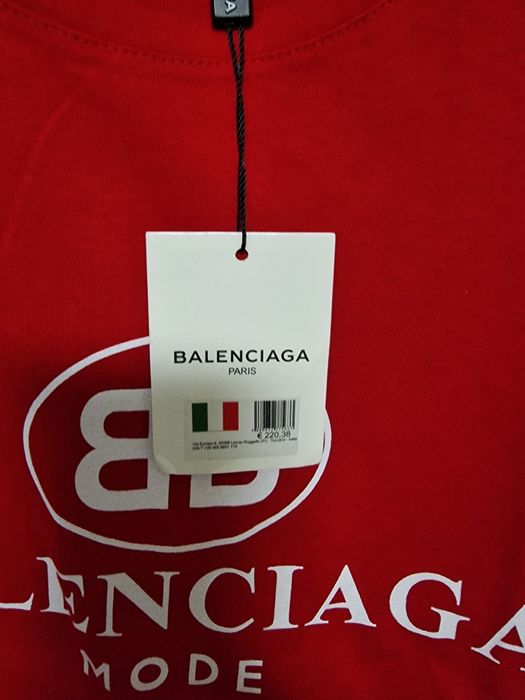 A
BALENCIAGA
PARIS
€ 220,38
BB
LENCIAGA
MODE